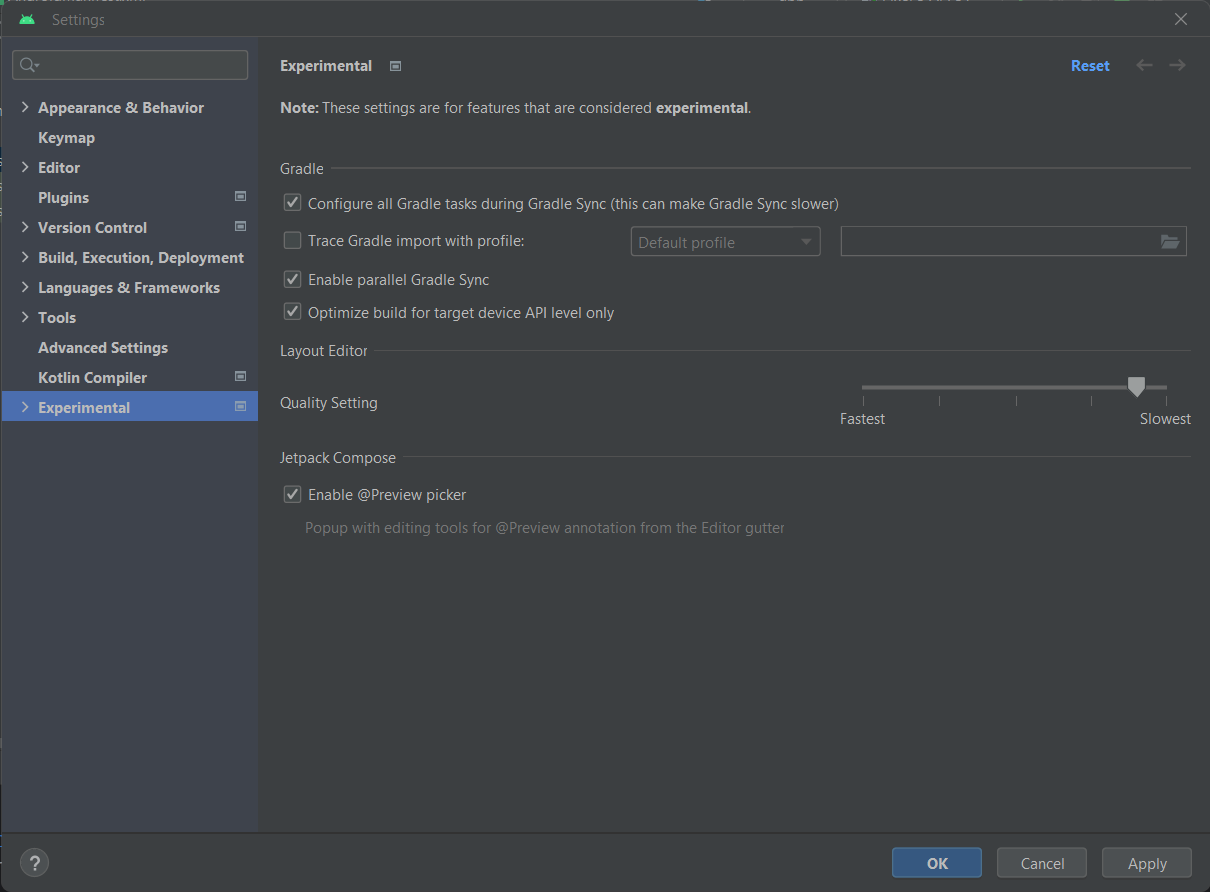 Settings
Appearance & Behavior
Keymap
Editor
Plugins
Version Control
Build, Execution, Deployment
Languages & Frameworks
Tools
Advanced Settings
Kotlin Compiler
Experimental
Experimental
Reset
Note: These settings are for features that are considered experimental.
Gradle
Configure all Gradle tasks during Gradle Sync (this can make Gradle Sync slower)
Trace Gradle import with profile: Default profile
Enable parallel Gradle Sync
Optimize build for target device API level only
Layout Editor
Quality Setting
Fastest Slowest
Jetpack Compose
Enable @Preview picker
Popup with editing tools for @Preview annotation from the Editor gutter
? OK Cancel Apply